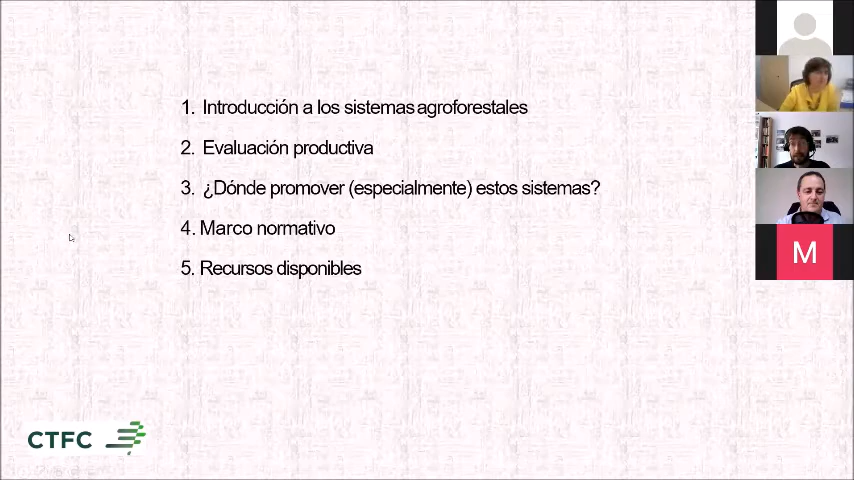 1. Introducción a los sistemas agroforestales
2. Evaluación productiva
3. ¿Dónde promover (especialmente) estos sistemas?
4. Marco normativo
5. Recursos disponibles
M
CTFC